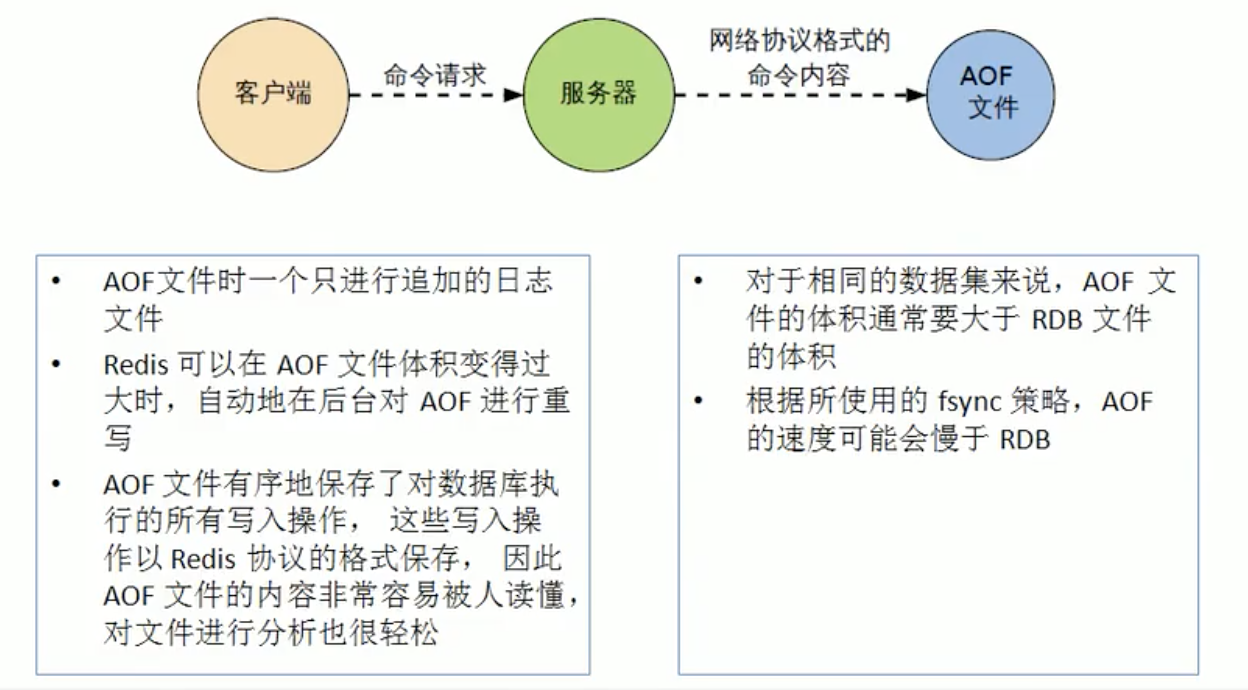 客户端
命令请求
服务器
网络协议格式的
命令内容
AOF
文件
• AOF文件时一个只进行追加的日志
文件
• Redis 可以在 AOF 文件体积变得过
大时，自动地在后台对 AOF 进行重
写
• AOF 文件有序地保存了对数据库执
行的所有写入操作， 这些写入操
作以 Redis 协议的格式保存， 因此
AOF 文件的内容非常容易被人读懂，
对文件进行分析也很轻松
• 对于相同的数据集来说，AOF 文
件的体积通常要大于 RDB 文件
的体积
• 根据所使用的 fsync 策略，AOF
的速度可能会慢于 RDB